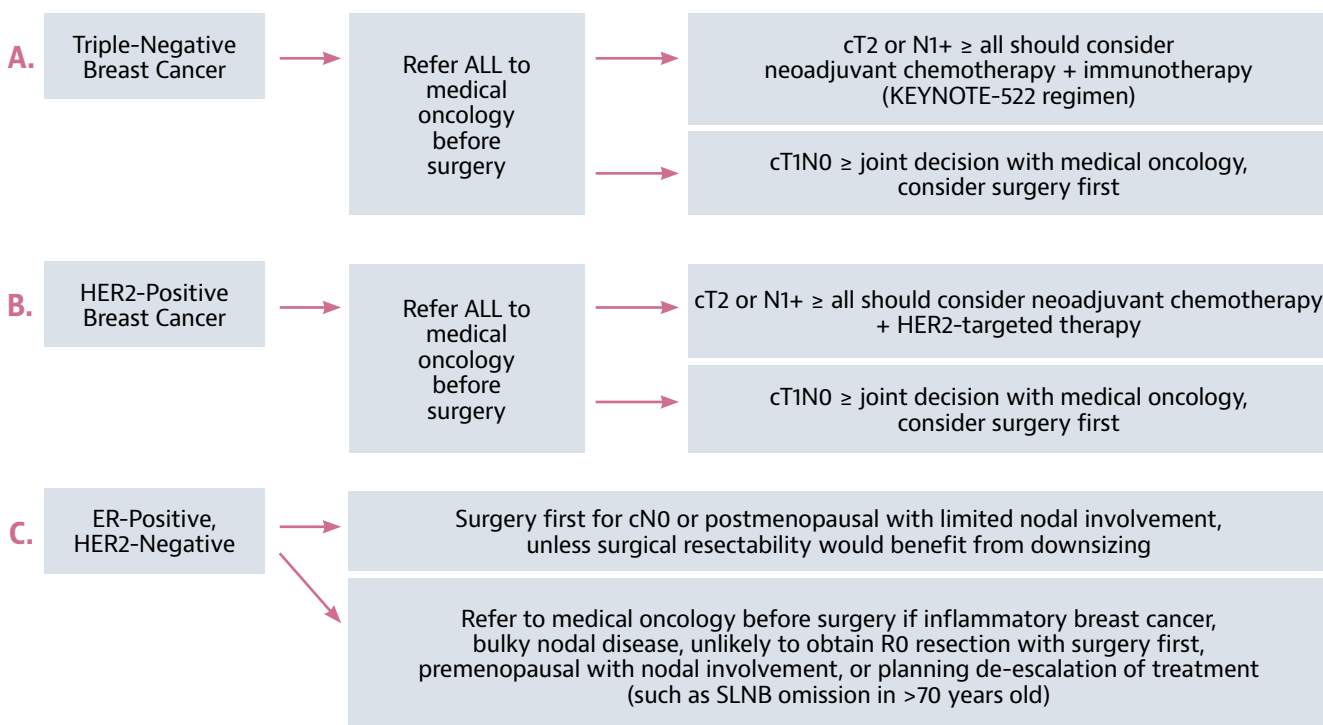 A.
Triple-Negative
Breast Cancer
Refer ALL to
medical
oncology
before
surgery
cT2 or N1+ ≥ all should consider
neoadjuvant chemotherapy + immunotherapy
(KEYNOTE-522 regimen)
cT1N0 ≥ joint decision with medical oncology,
consider surgery first
B.
HER2-Positive
Breast Cancer
Refer ALL to
medical
oncology
before
surgery
cT2 or N1+ ≥ all should consider neoadjuvant chemotherapy
+ HER2-targeted therapy
cT1N0 ≥ joint decision with medical oncology,
consider surgery first
C.
ER-Positive,
HER2-Negative
Surgery first for cN0 or postmenopausal with limited nodal involvement,
unless surgical resectability would benefit from downsizing
Refer to medical oncology before surgery if inflammatory breast cancer,
bulky nodal disease, unlikely to obtain R0 resection with surgery first,
premenopausal with nodal involvement, or planning de-escalation of treatment
(such as SLNB omission in >70 years old)